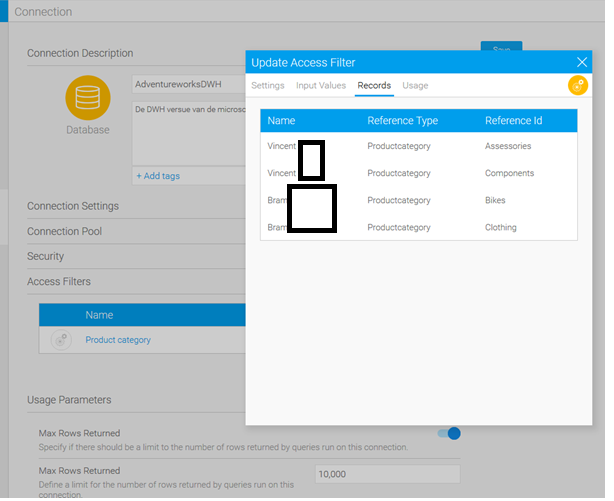 Connection
Connection Description
Save
AdventureworksDWH
De DWH versue van de microsc
Database
+ Add tags
Connection Settings
Connection Pool
Security
Access Filters
Name
Product category
Usage Parameters
Max Rows Returned
Specify if there should be a limit to the number of rows returned by queries run on this connection.
Max Rows Returned
10,000
Define a limit for the number of rows returned by queries run on this
connection.
Update Access Filter
Settings Input Values Records Usage
Name Reference Type Reference Id
Vincent Productcategory Assessories
Vincent Productcategory Components
Bram Productcategory Bikes
Bram Productcategory Clothing